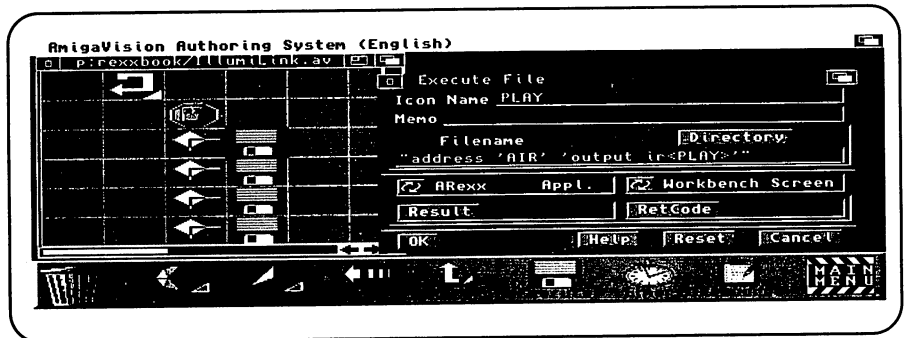 AmigaVision Authoring System (English)
p:rexxbook/IllumiLink.av
Execute File
Icon Name PLAY
Memo
Filename Directory
"address 'AIR' 'output ir<PLAY>'"
ARexx Appl. Workbench Screen
Result RetCode
OK Help Reset Cancel
MAIN
MENU